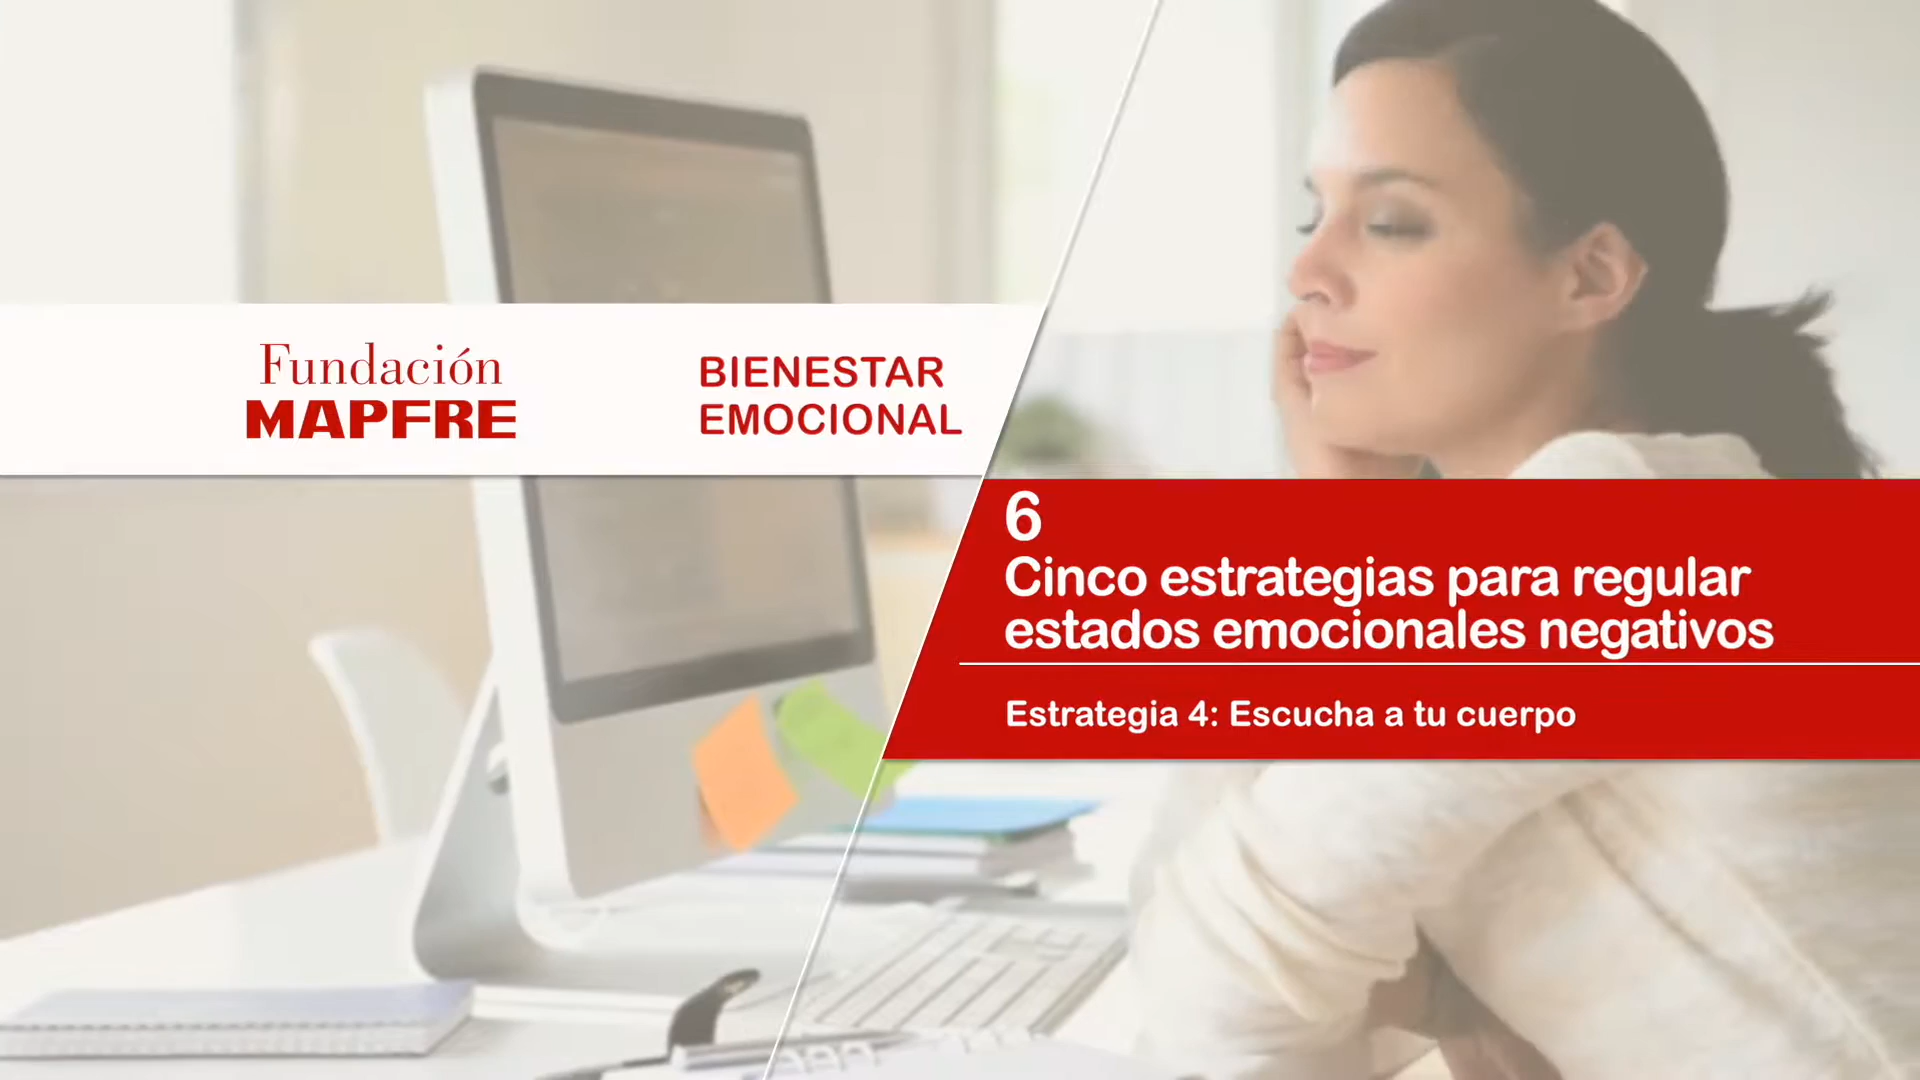 Fundación
MAPFRE
BIENESTAR
EMOCIONAL
6
Cinco estrategias para regular
estados emocionales negativos
Estrategia 4: Escucha a tu cuerpo